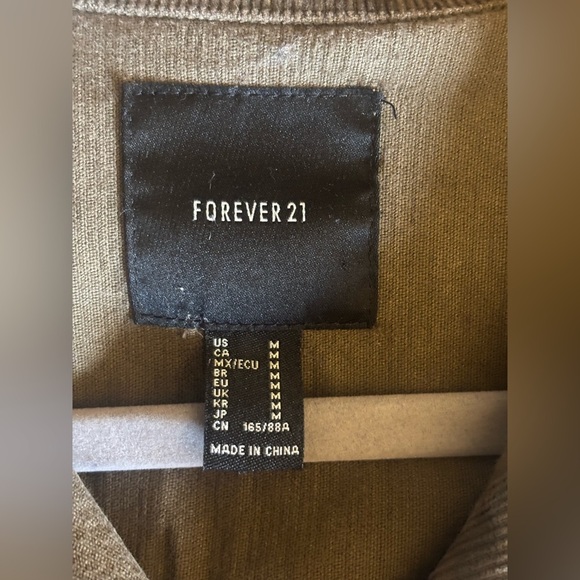 FOREVER 21
US M
CA M
MX/ECU M
BR M
EU M
UK M
KR M
JP M
CN 165/88A
MADE IN CHINA